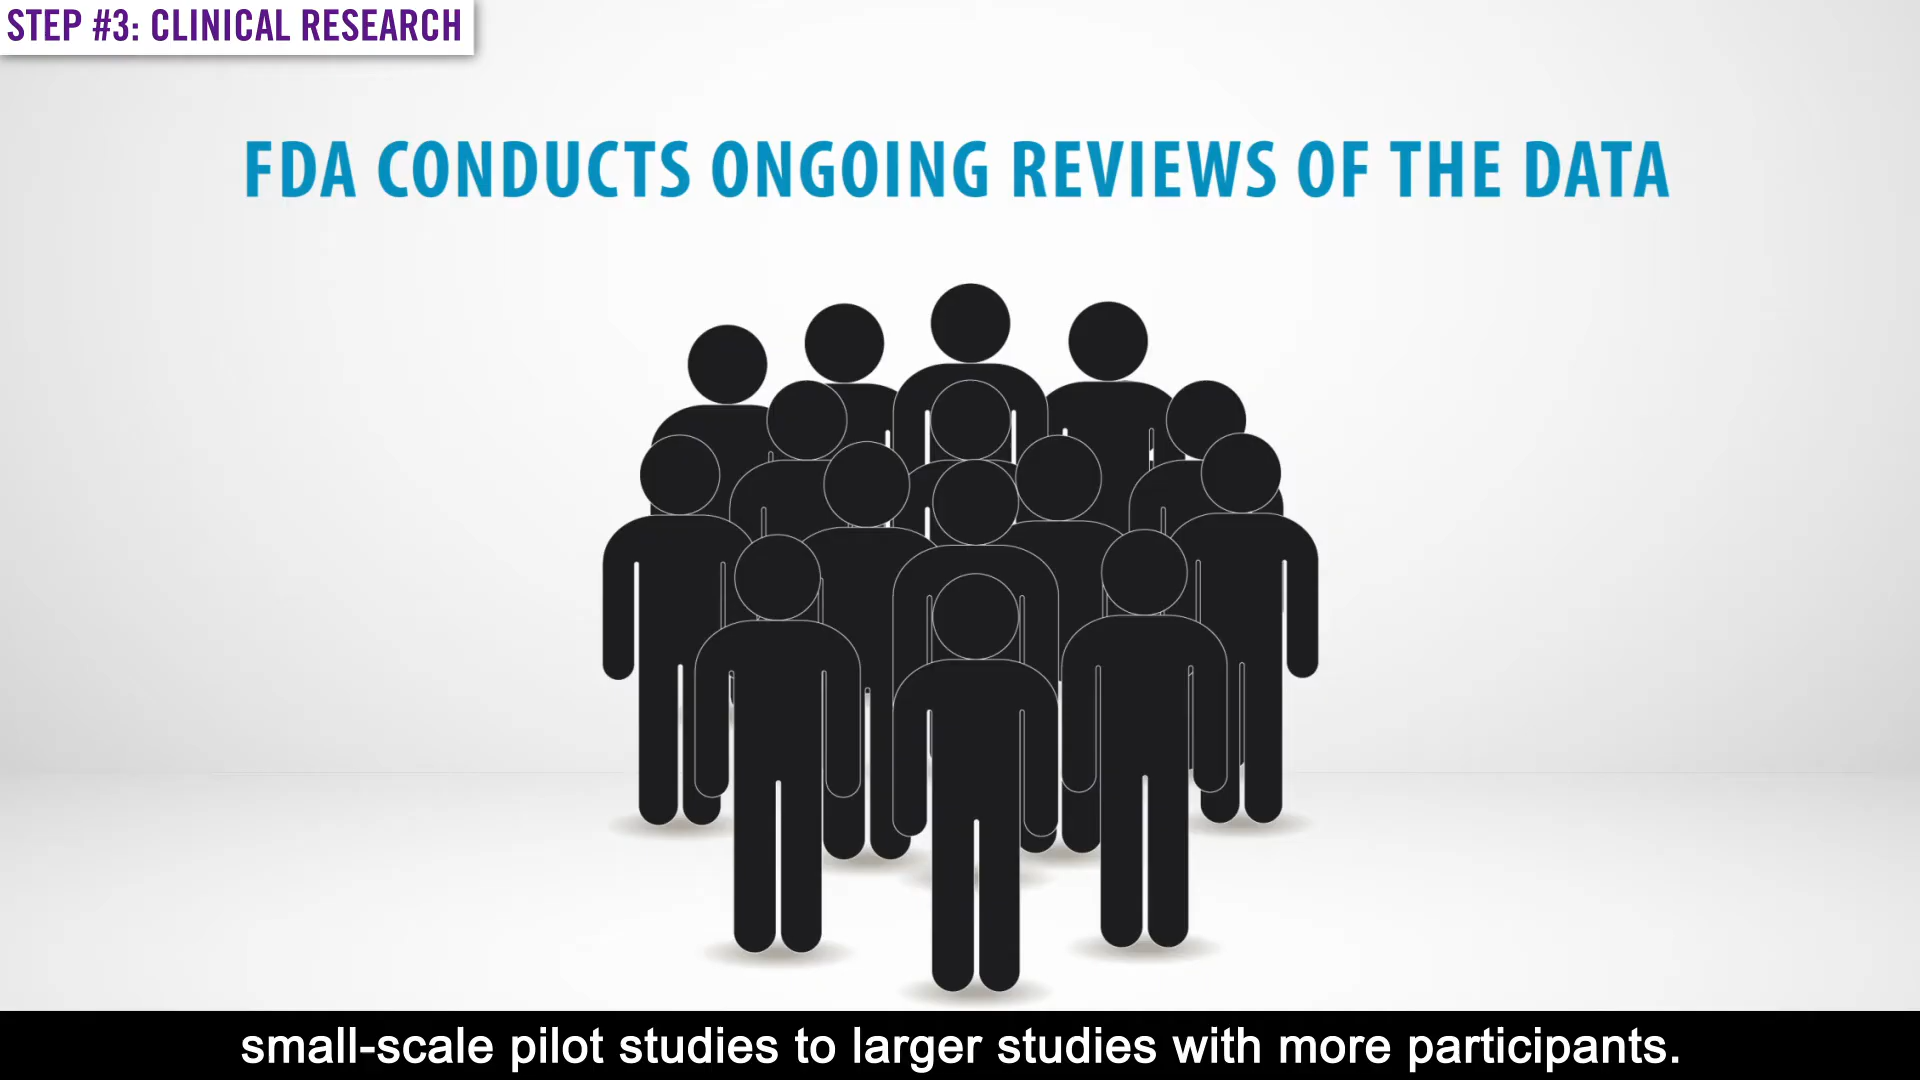 STEP #3: CLINICAL RESEARCH
FDA CONDUCTS ONGOING REVIEWS OF THE DATA
small-scale pilot studies to larger studies with more participants.